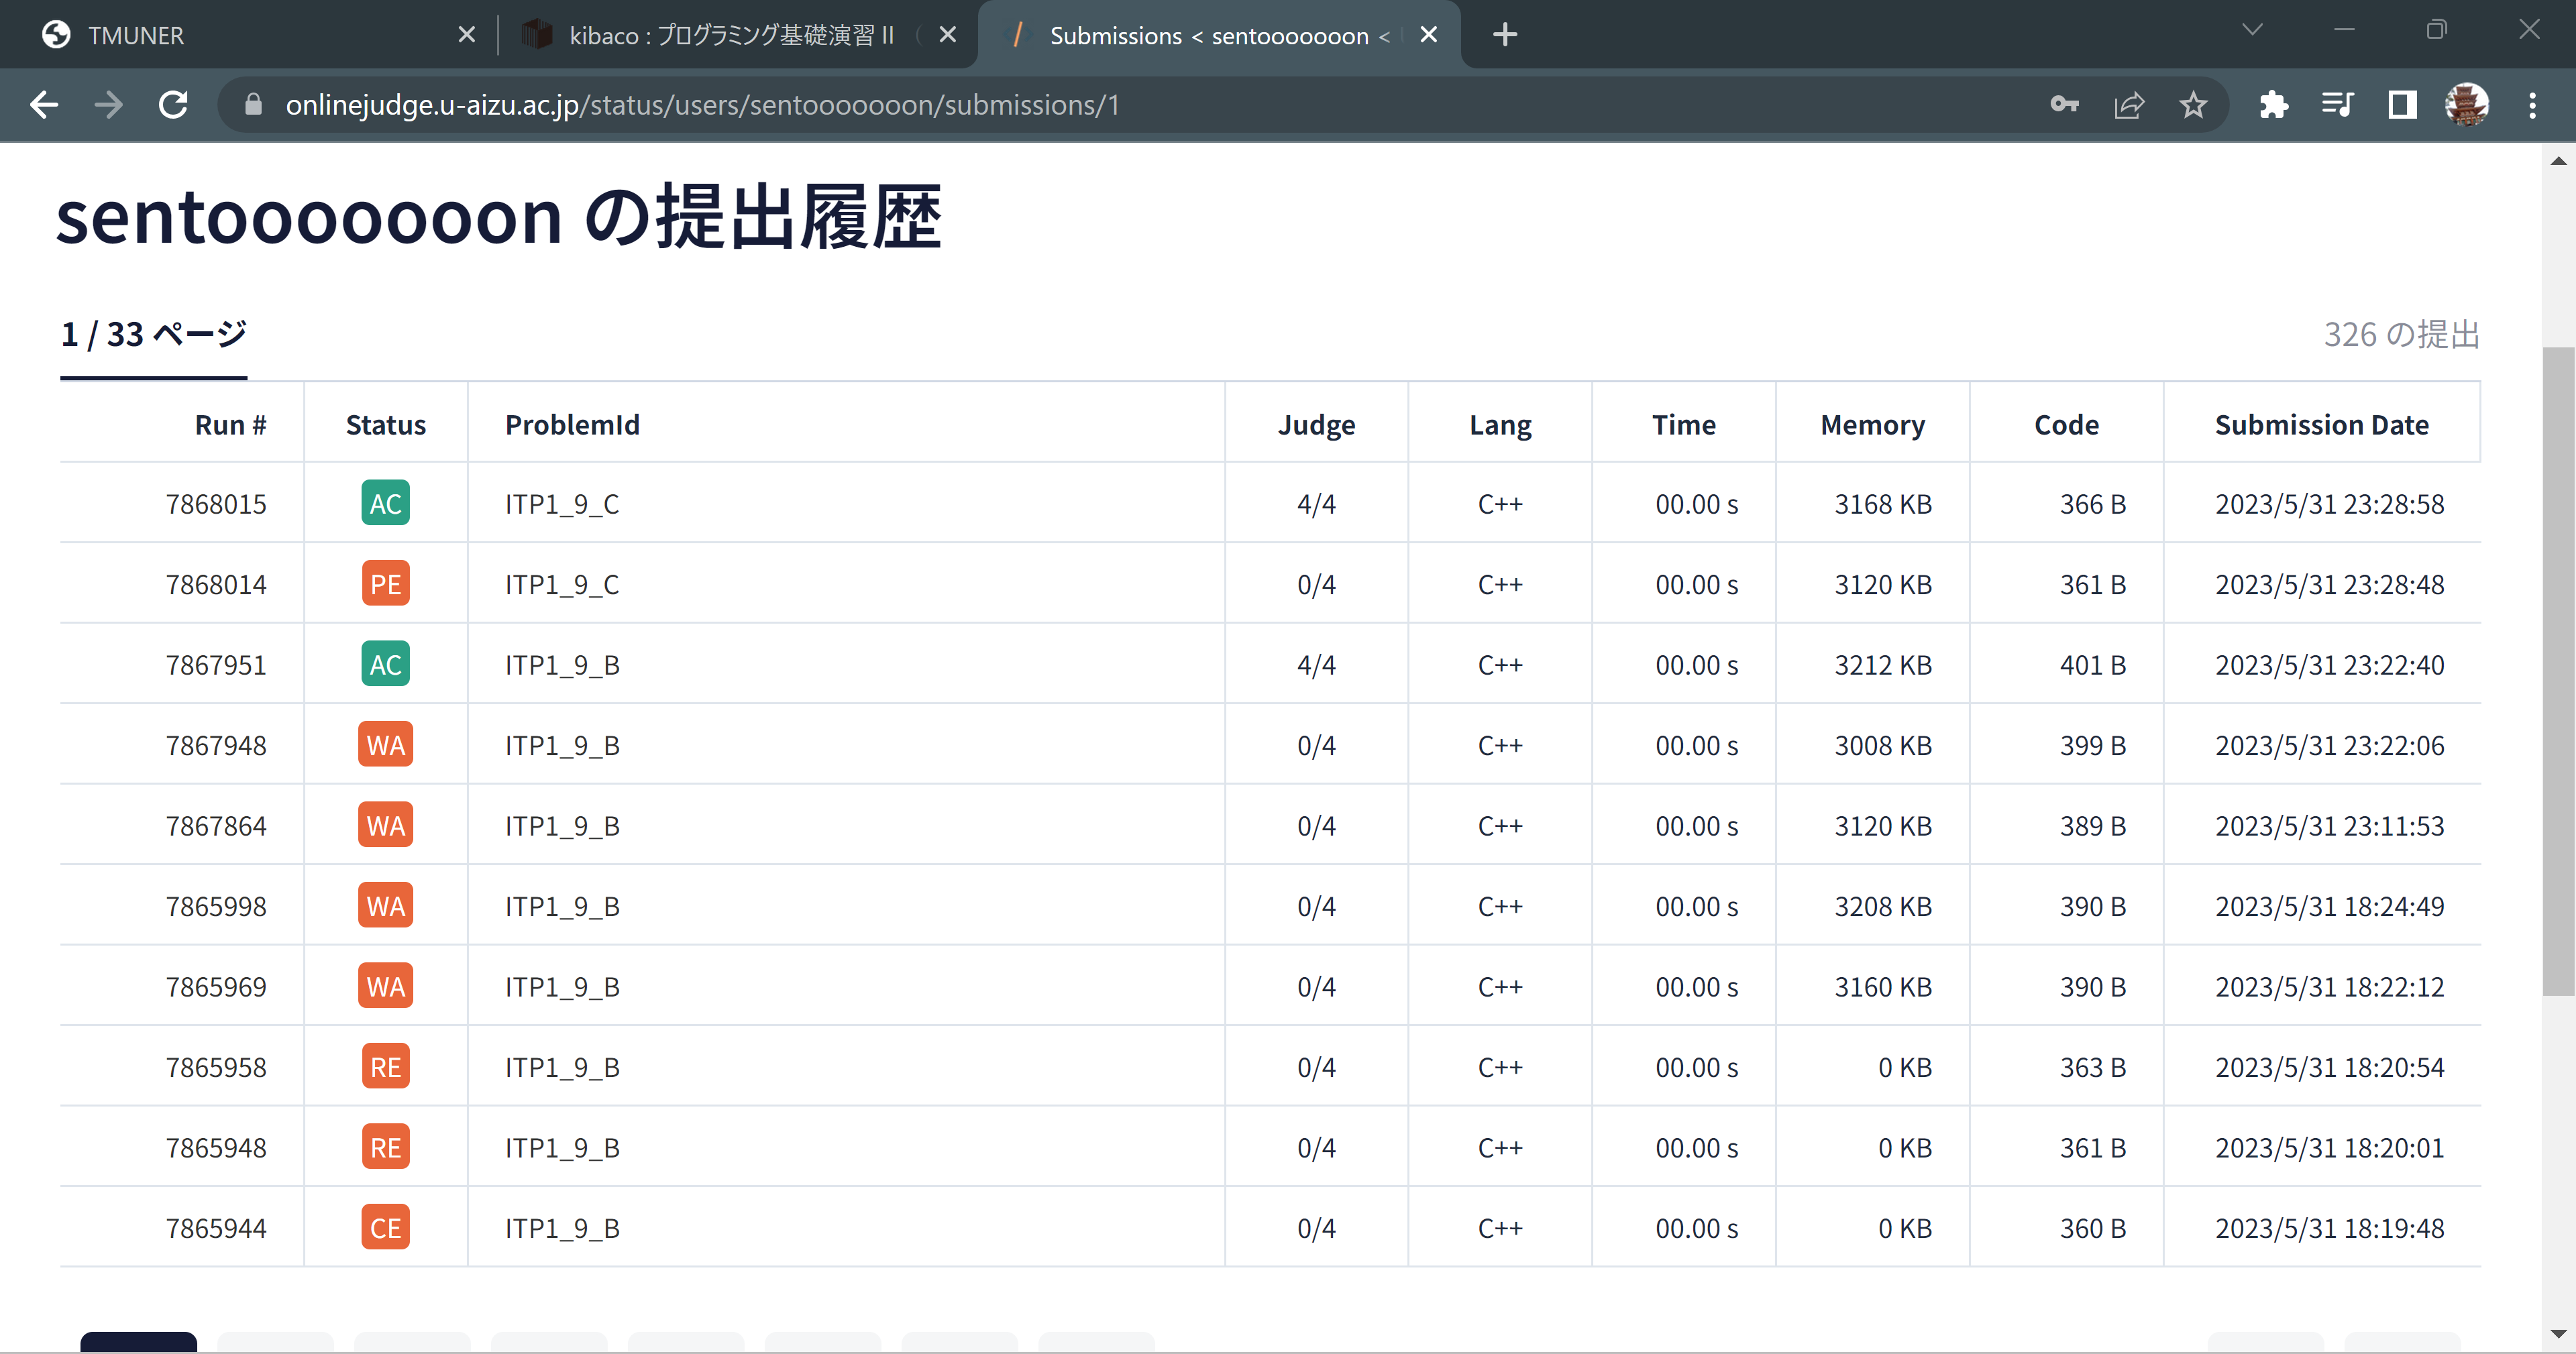 TMUNER
kibaco : プログラミング基礎演習 II
Submissions < sentooooooon <
onlinejudge.u-aizu.ac.jp/status/users/sentooooooon/submissions/1
sentooooooon の提出履歴
1 / 33 ページ
326 の提出
Run # Status ProblemId Judge Lang Time Memory Code Submission Date
7868015 AC ITP1_9_C 4/4 C++ 00.00 s 3168 KB 366 B 2023/5/31 23:28:58
7868014 PE ITP1_9_C 0/4 C++ 00.00 s 3120 KB 361 B 2023/5/31 23:28:48
7867951 AC ITP1_9_B 4/4 C++ 00.00 s 3212 KB 401 B 2023/5/31 23:22:40
7867948 WA ITP1_9_B 0/4 C++ 00.00 s 3008 KB 399 B 2023/5/31 23:22:06
7867864 WA ITP1_9_B 0/4 C++ 00.00 s 3120 KB 389 B 2023/5/31 23:11:53
7865998 WA ITP1_9_B 0/4 C++ 00.00 s 3208 KB 390 B 2023/5/31 18:24:49
7865969 WA ITP1_9_B 0/4 C++ 00.00 s 3160 KB 390 B 2023/5/31 18:22:12
7865958 RE ITP1_9_B 0/4 C++ 00.00 s 0 KB 363 B 2023/5/31 18:20:54
7865948 RE ITP1_9_B 0/4 C++ 00.00 s 0 KB 361 B 2023/5/31 18:20:01
7865944 CE ITP1_9_B 0/4 C++ 00.00 s 0 KB 360 B 2023/5/31 18:19:48